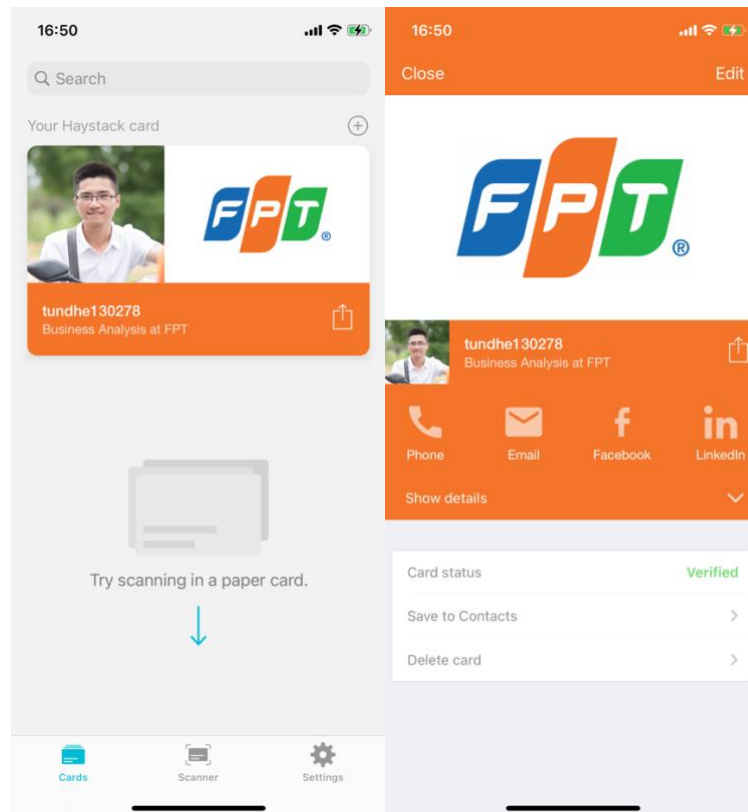 16:50
Search
Your Haystack card
FPT®
tundhe130278
Business Analysis at FPT
Try scanning in a paper card.
Cards
Scanner
Settings
16:50
Close
Edit
FPT®
tundhe130278
Business Analysis at FPT
Phone
Email
f
Facebook
in
LinkedIn
Show details
Card status
Verified
Save to Contacts
Delete card